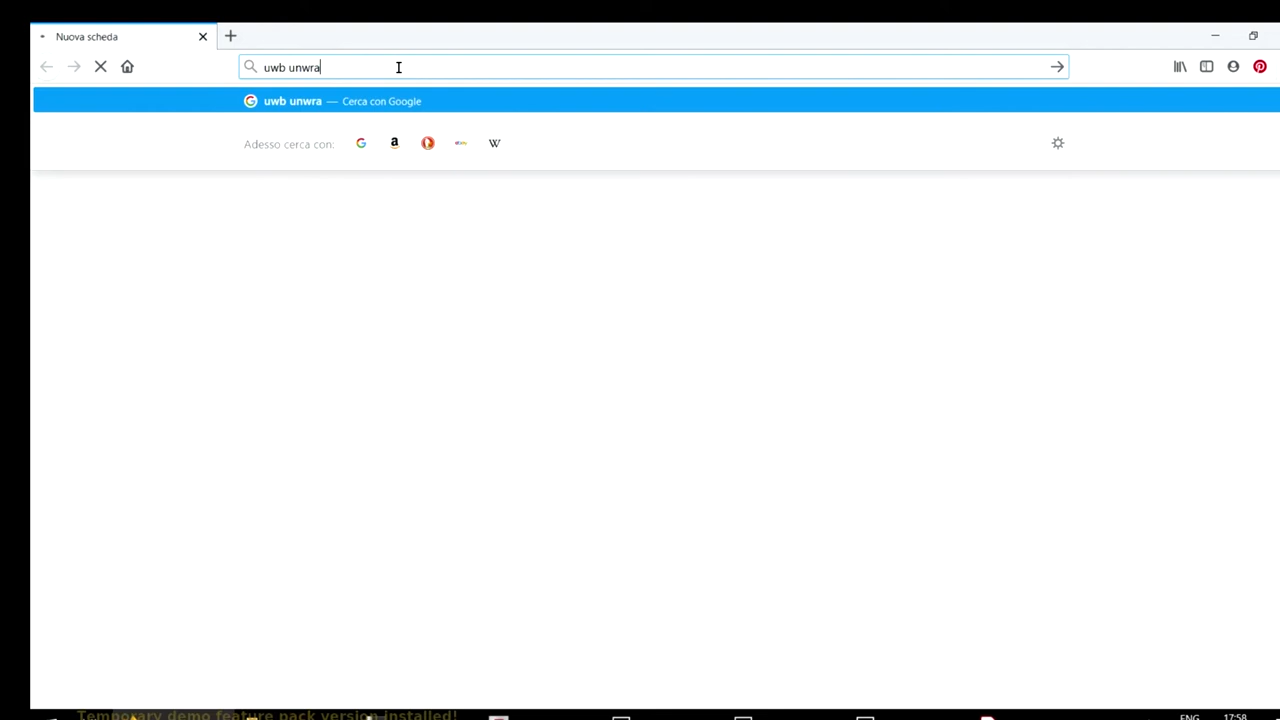 Nuova scheda
uwb unwra
uwb unwra — Cerca con Google
Adesso cerca con: a ebay W
Temporary demo feature pack version installed!
ENG 17:58